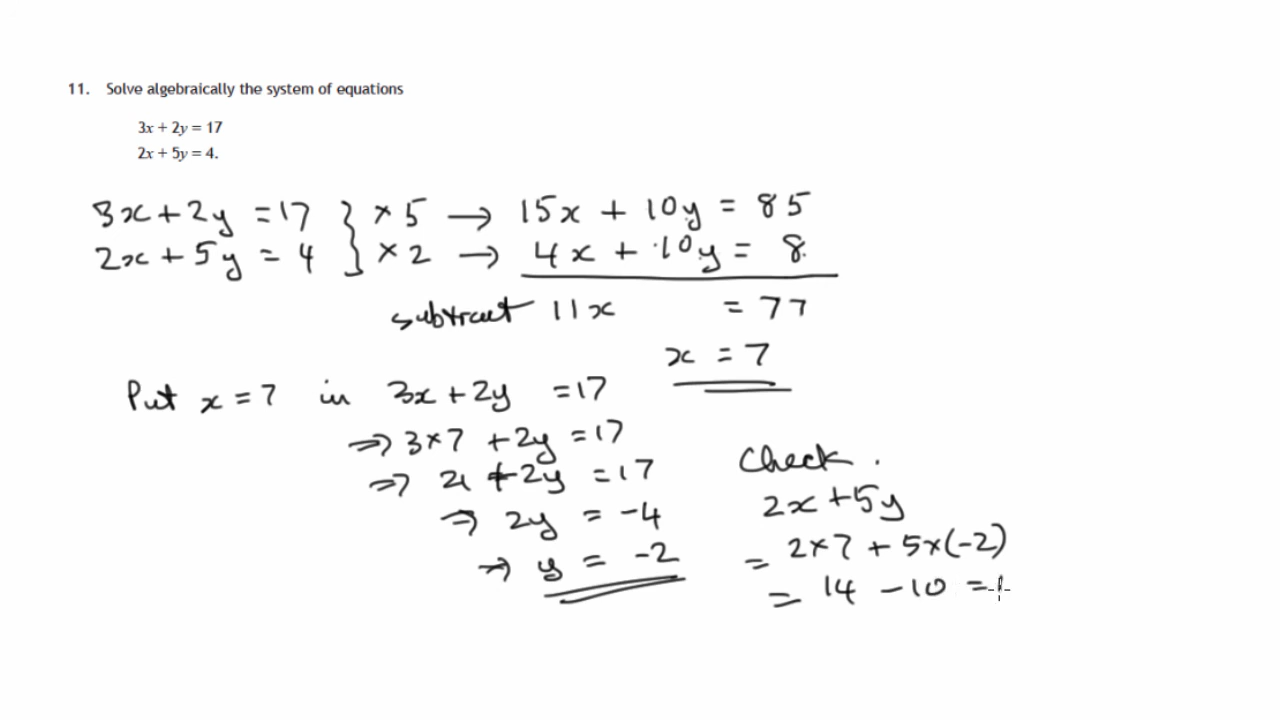 11. Solve algebraically the system of equations
3x + 2y = 17
2x + 5y = 4.
3x + 2y = 17 } × 5 → 15x + 10y = 85
2x + 5y = 4 } × 2 → 4x + 10y = 8
subtract 11x = 77
x = 7
Put x = 7 in 3x + 2y = 17
⇒ 3×7 + 2y = 17
⇒ 21 + 2y = 17
⇒ 2y = -4
⇒ y = -2
Check.
2x + 5y
= 2×7 + 5×(-2)
= 14 - 10 =